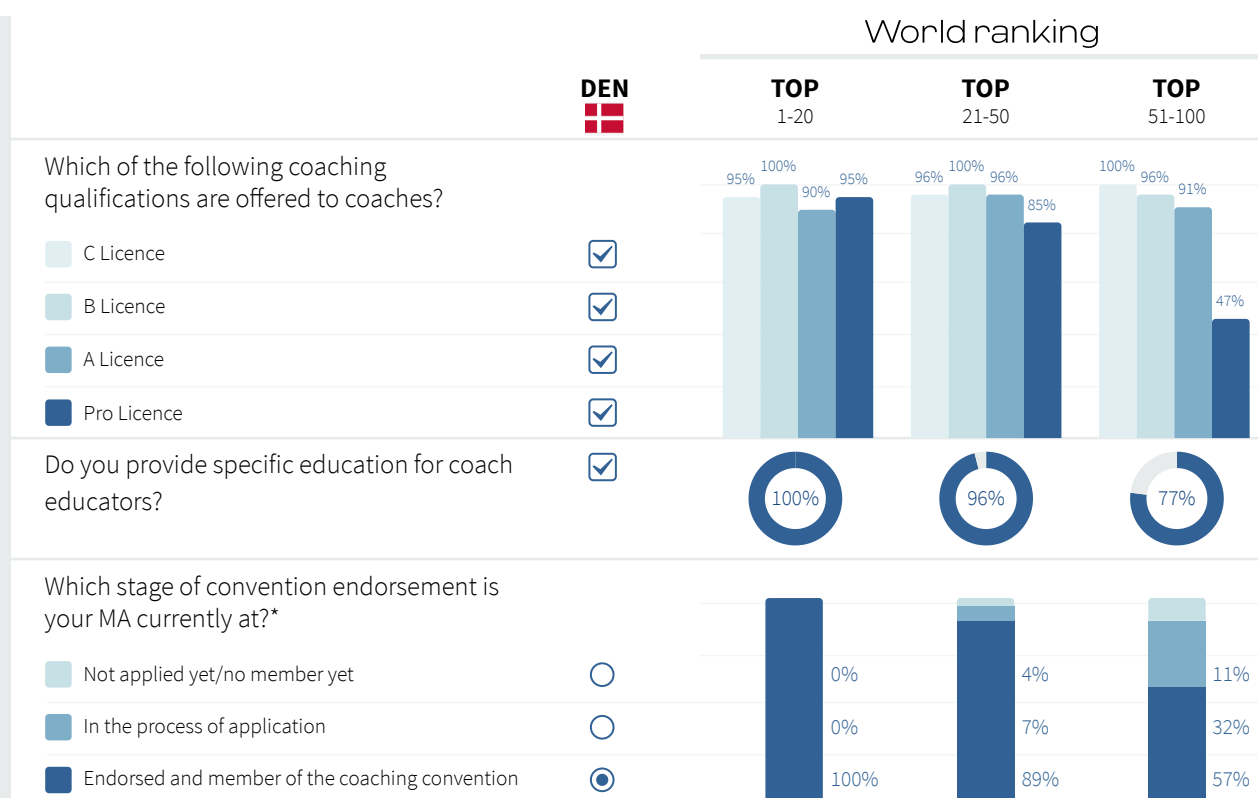 World ranking
DEN TOP TOP TOP
1-20 21-50 51-100
Which of the following coaching
qualifications are offered to coaches?
95% 100% 90% 95% 96% 100% 96% 85% 100% 96% 91% 47%
C Licence
B Licence
A Licence
Pro Licence
Do you provide specific education for coach
educators?
100% 96% 77%
Which stage of convention endorsement is
your MA currently at?*
Not applied yet/no member yet 0% 4% 11%
In the process of application 0% 7% 32%
Endorsed and member of the coaching convention 100% 89% 57%